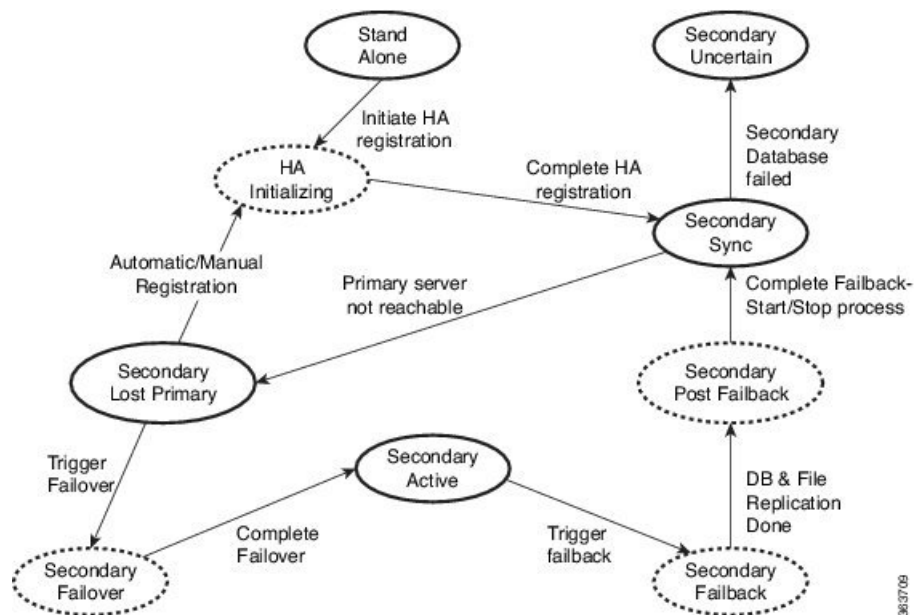 Stand
Alone
Secondary
Uncertain
Initiate HA
registration
Secondary
Database
failed
HA
Initializing
Complete HA
registration
Secondary
Sync
Automatic/Manual
Registration
Primary server
not reachable
Complete Failback-
Start/Stop process
Secondary
Lost Primary
Secondary
Post Failback
Trigger
Failover
Secondary
Active
DB & File
Replication
Done
Complete
Failover
Trigger
failback
Secondary
Failover
Secondary
Failback